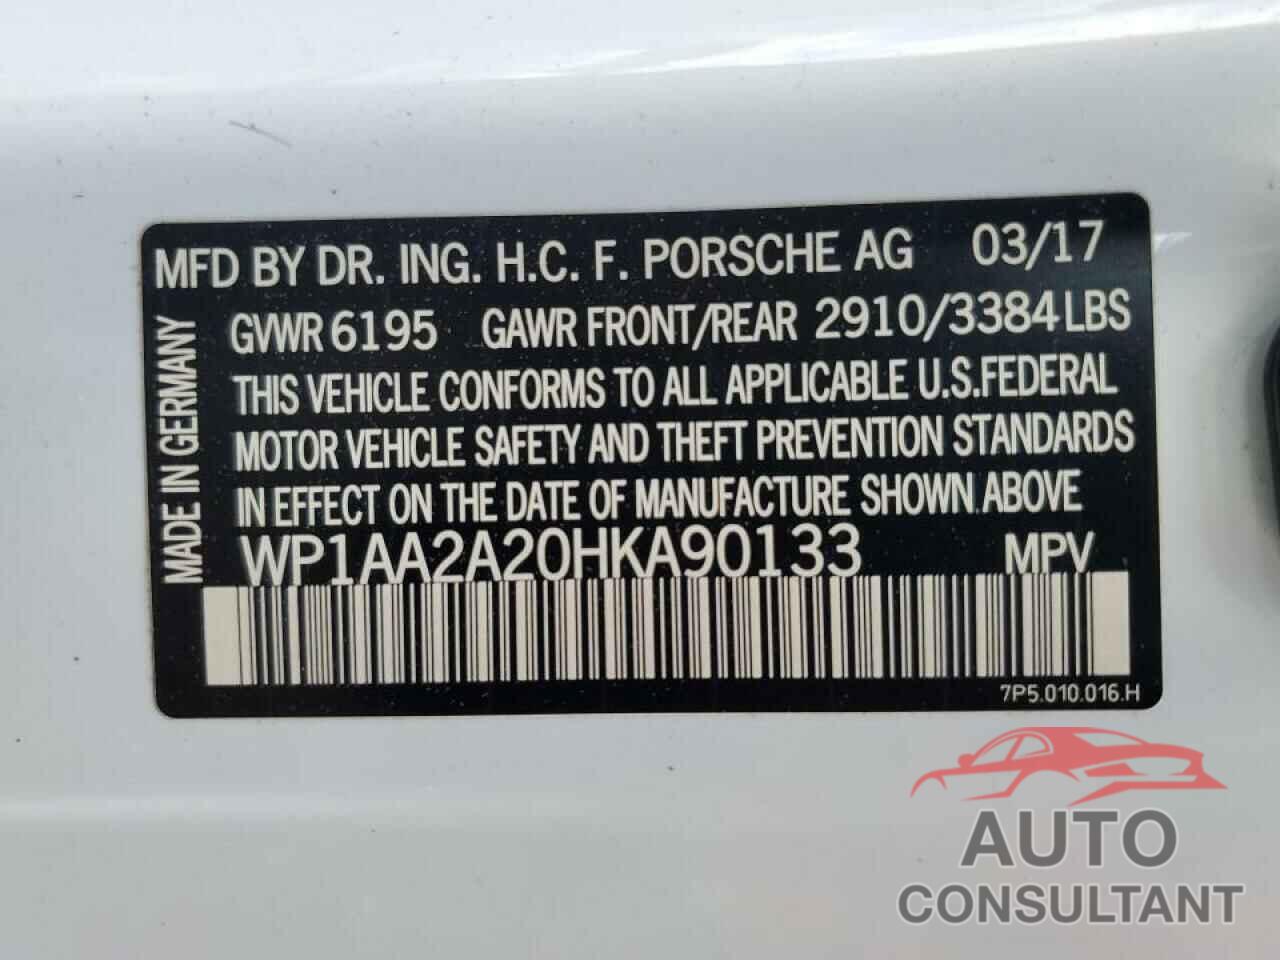 MFD BY DR. ING. H.C. F. PORSCHE AG 03/17
GVWR 6195 GAWR FRONT/REAR 2910/3384 LBS
THIS VEHICLE CONFORMS TO ALL APPLICABLE U.S.FEDERAL
MOTOR VEHICLE SAFETY AND THEFT PREVENTION STANDARDS
IN EFFECT ON THE DATE OF MANUFACTURE SHOWN ABOVE
WP1AA2A20HKA90133 MPV
MADE IN GERMANY
7P5.010.016.H
AUTO
CONSULTANT